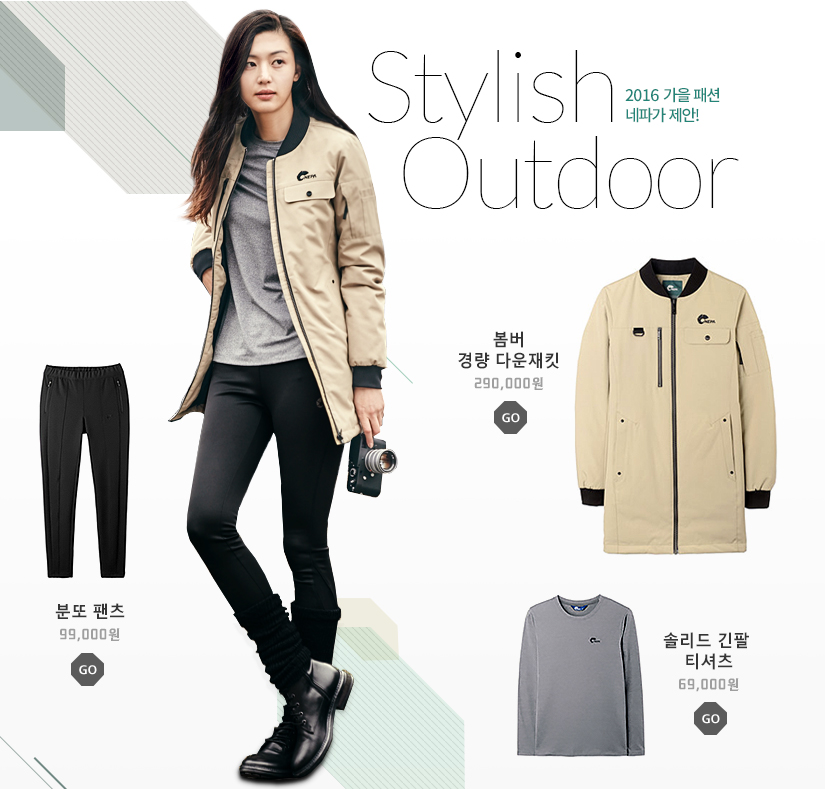 Stylish
Outdoor
2016 가을 패션
네파가 제안!
NEPA
봄버
경량 다운재킷
290,000원
GO
NEPA
분또 팬츠
99,000원
GO
솔리드 긴팔
티셔츠
69,000원
GO